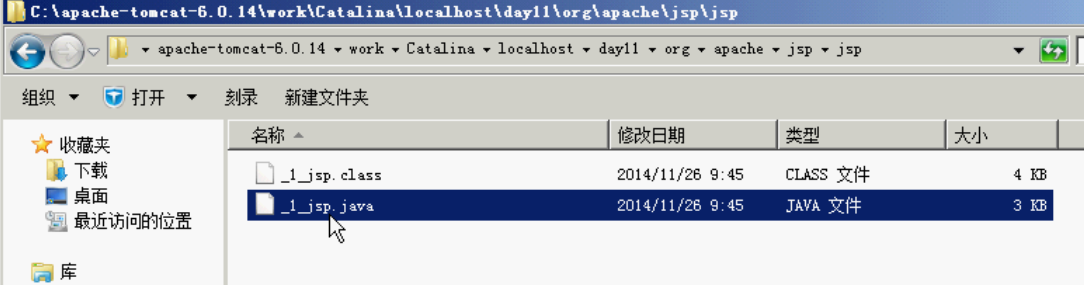 C:\apache-tomcat-6.0.14\work\Catalina\localhost\day11\org\apache\jsp\jsp
apache-tomcat-6.0.14 work Catalina localhost day11 org apache jsp jsp
组织 打开 刻录 新建文件夹
收藏夹
下载
桌面
最近访问的位置
库
名称 修改日期 类型 大小
_1_jsp.class 2014/11/26 9:45 CLASS 文件 4 KB
_1_jsp.java 2014/11/26 9:45 JAVA 文件 3 KB